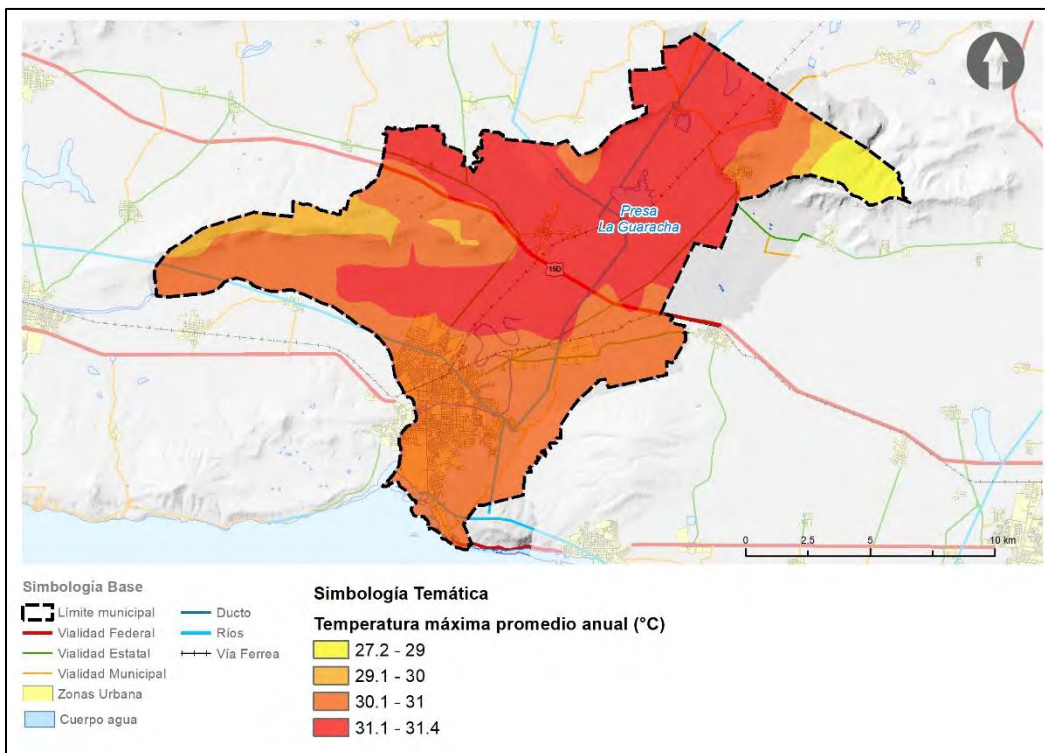 Presa
La Guaracha
15D
0 2.5 5 10 km
Simbología Base
Límite municipal
Vialidad Federal
Vialidad Estatal
Vialidad Municipal
Zonas Urbana
Cuerpo agua
Ducto
Ríos
Vía Ferrea
Simbología Temática
Temperatura máxima promedio anual (°C)
27.2 - 29
29.1 - 30
30.1 - 31
31.1 - 31.4